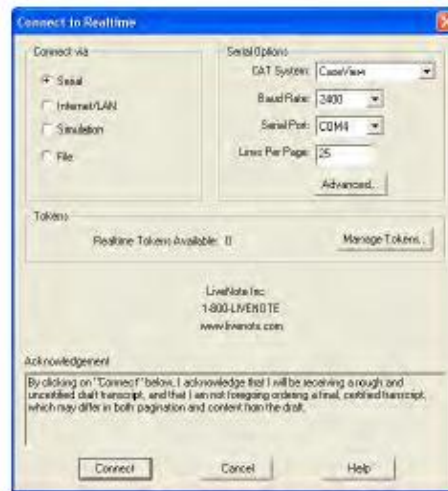 Connect to Realtime
Connect via
Serial
Internet/LAN
Simulation
File
Serial Options
CAT System: CaseView
Baud Rate: 2400
Serial Port: COM4
Lines Per Page: 25
Advanced...
Tokens
Realtime Tokens Available: 0
Manage Tokens...
LiveNote Inc
1-800-LIVENOTE
www.livenote.com
Acknowledgement
By clicking on "Connect" below, I acknowledge that I will be receiving a rough and
uncertified draft transcript, and that I am not foregoing ordering a final, certified transcript,
which may differ in both pagination and content from the draft.
Connect
Cancel
Help